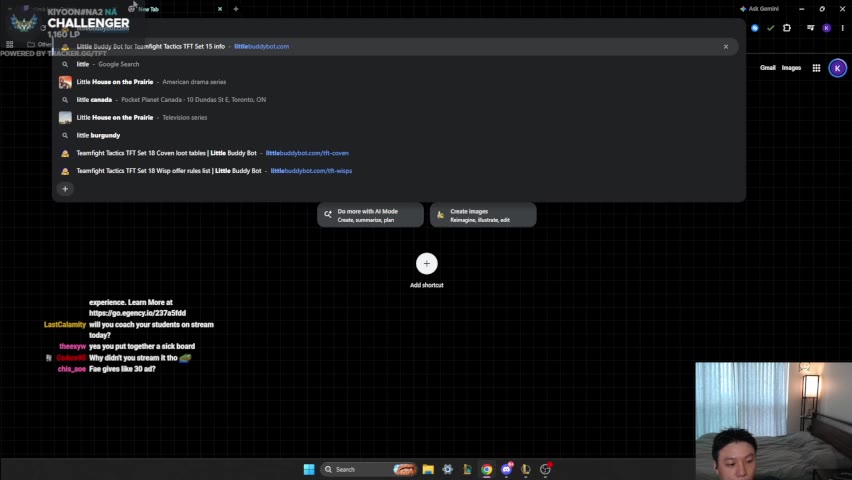 KIYOON#NA2 NA
CHALLENGER
1,160 LP
POWERED BY TRACKER.GG/TFT
New Tab
Ask Gemini
Little Buddy Bot for Teamfight Tactics TFT Set 15 info - littlebuddybot.com
little - Google Search
Little House on the Prairie - American drama series
little canada - Pocket Planet Canada · 10 Dundas St E, Toronto, ON
Little House on the Prairie - Television series
little burgundy
Teamfight Tactics TFT Set 18 Coven loot tables | Little Buddy Bot - littlebuddybot.com/tft-coven
Teamfight Tactics TFT Set 18 Wisp offer rules list | Little Buddy Bot - littlebuddybot.com/tft-wisps
Gmail Images
K
Do more with AI Mode
Create, summarize, plan
Create images
Reimagine, illustrate, edit
Add shortcut
experience. Learn More at
https://go.egency.io/237a5fdd
LastCalamity will you coach your students on stream
today?
theexyw yea you put together a sick board
Why didn't you stream it tho
chis_aoe Fae gives like 30 ad?
Search